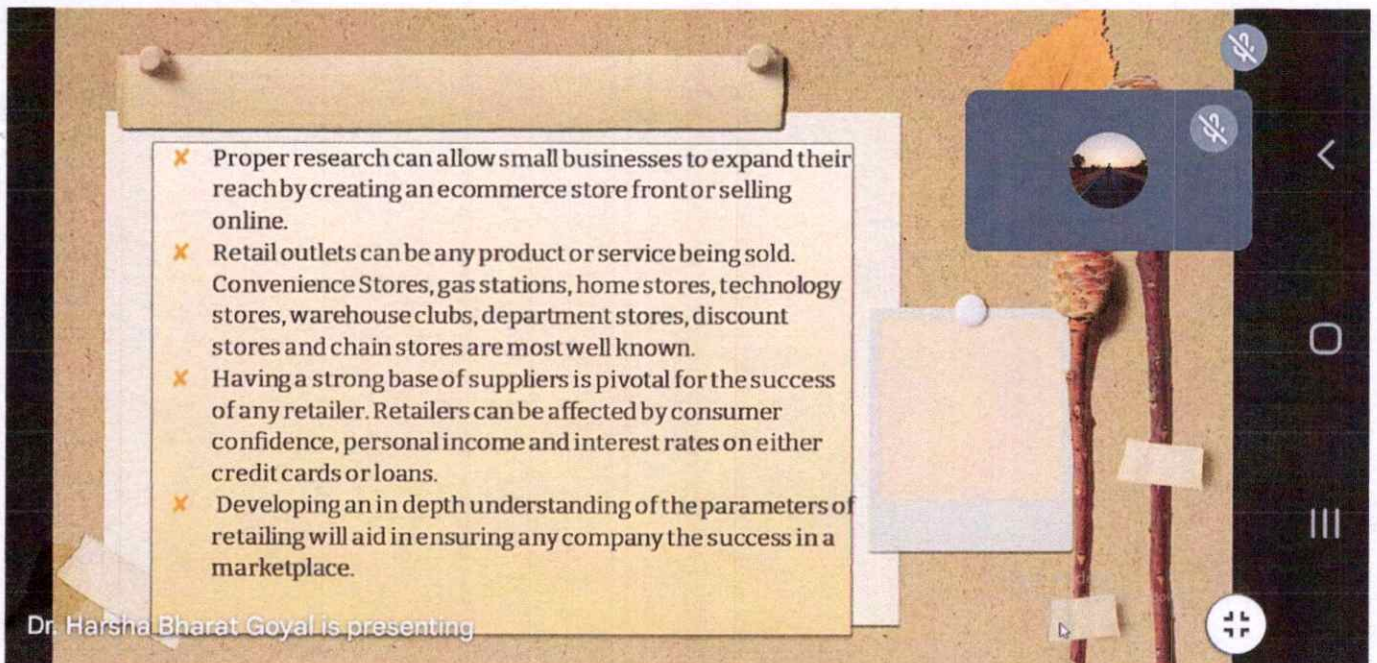 ✘ Proper research can allow small businesses to expand their
reach by creating an ecommerce store front or selling
online.
✘ Retail outlets can be any product or service being sold.
Convenience Stores, gas stations, home stores, technology
stores, warehouse clubs, department stores, discount
stores and chain stores are most well known.
✘ Having a strong base of suppliers is pivotal for the success
of any retailer. Retailers can be affected by consumer
confidence, personal income and interest rates on either
credit cards or loans.
✘ Developing an in depth understanding of the parameters of
retailing will aid in ensuring any company the success in a
marketplace.
Dr. Harsha Bharat Goyal is presenting